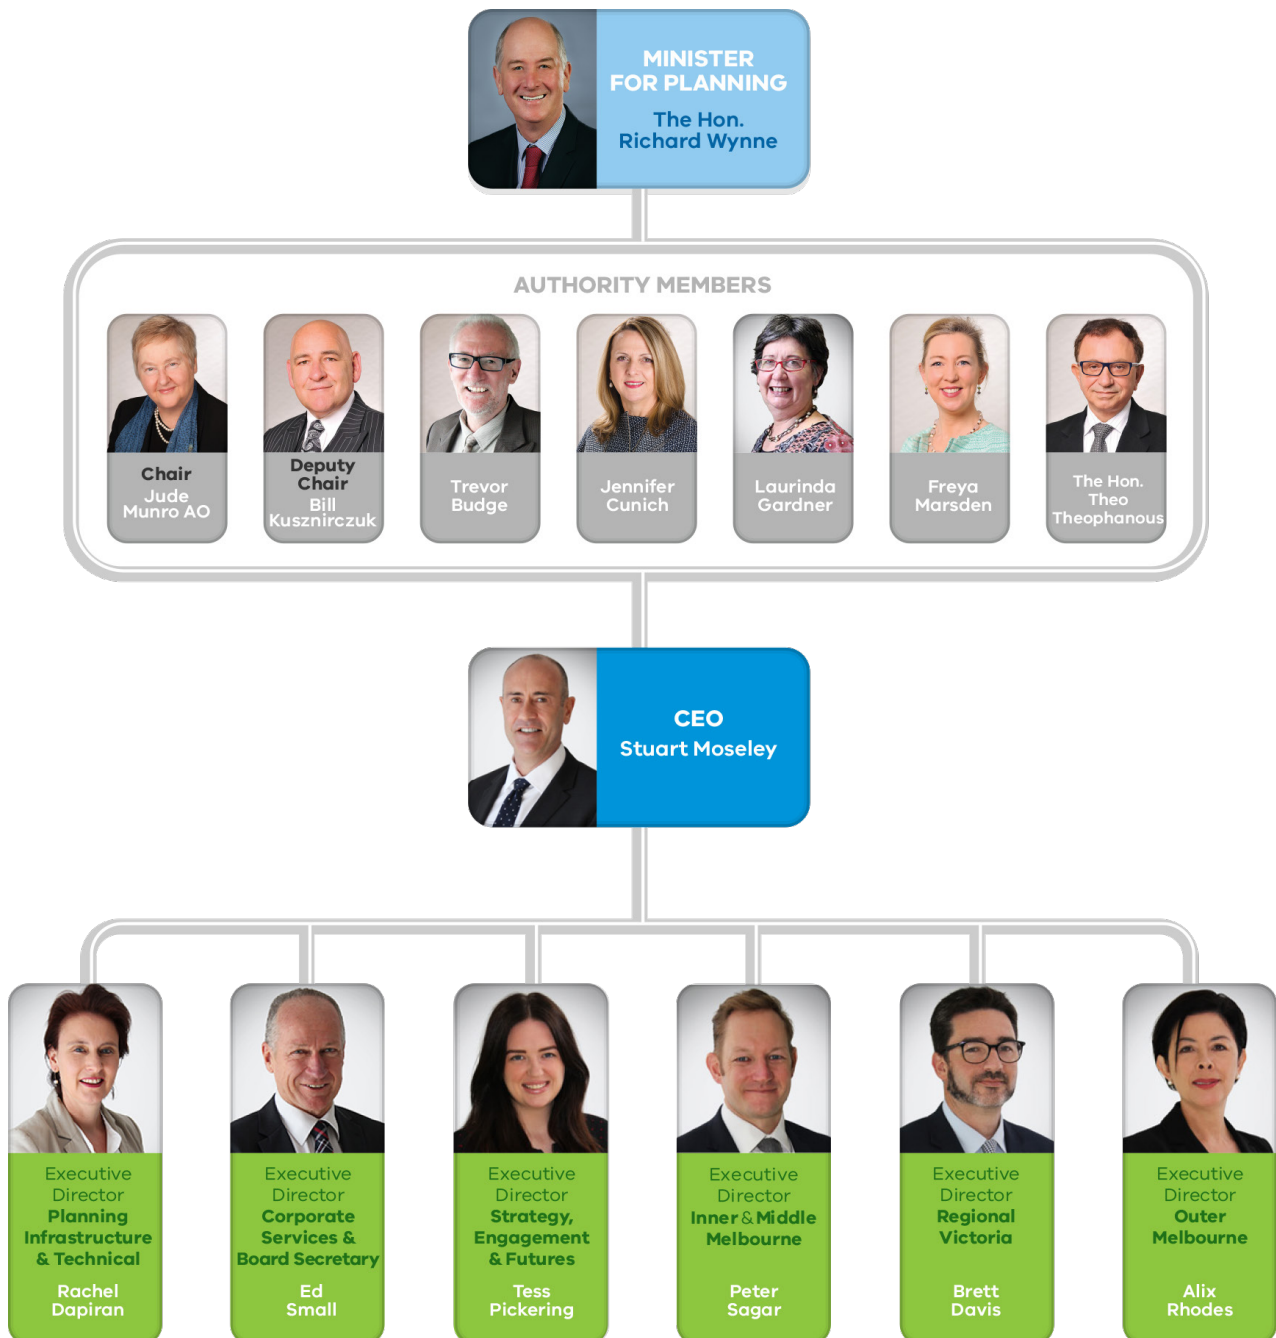 MINISTER
FOR PLANNING
The Hon.
Richard Wynne
AUTHORITY MEMBERS
Chair
Jude
Munro AO
Deputy
Chair
Bill
Kusznirczuk
Trevor
Budge
Jennifer
Cunich
Laurinda
Gardner
Freya
Marsden
The Hon.
Theo
Theophanous
CEO
Stuart Moseley
Executive
Director
Planning
Infrastructure
& Technical
Rachel
Dapiran
Executive
Director
Corporate
Services &
Board Secretary
Ed
Small
Executive
Director
Strategy,
Engagement
& Futures
Tess
Pickering
Executive
Director
Inner & Middle
Melbourne
Peter
Sagar
Executive
Director
Regional
Victoria
Brett
Davis
Executive
Director
Outer
Melbourne
Alix
Rhodes